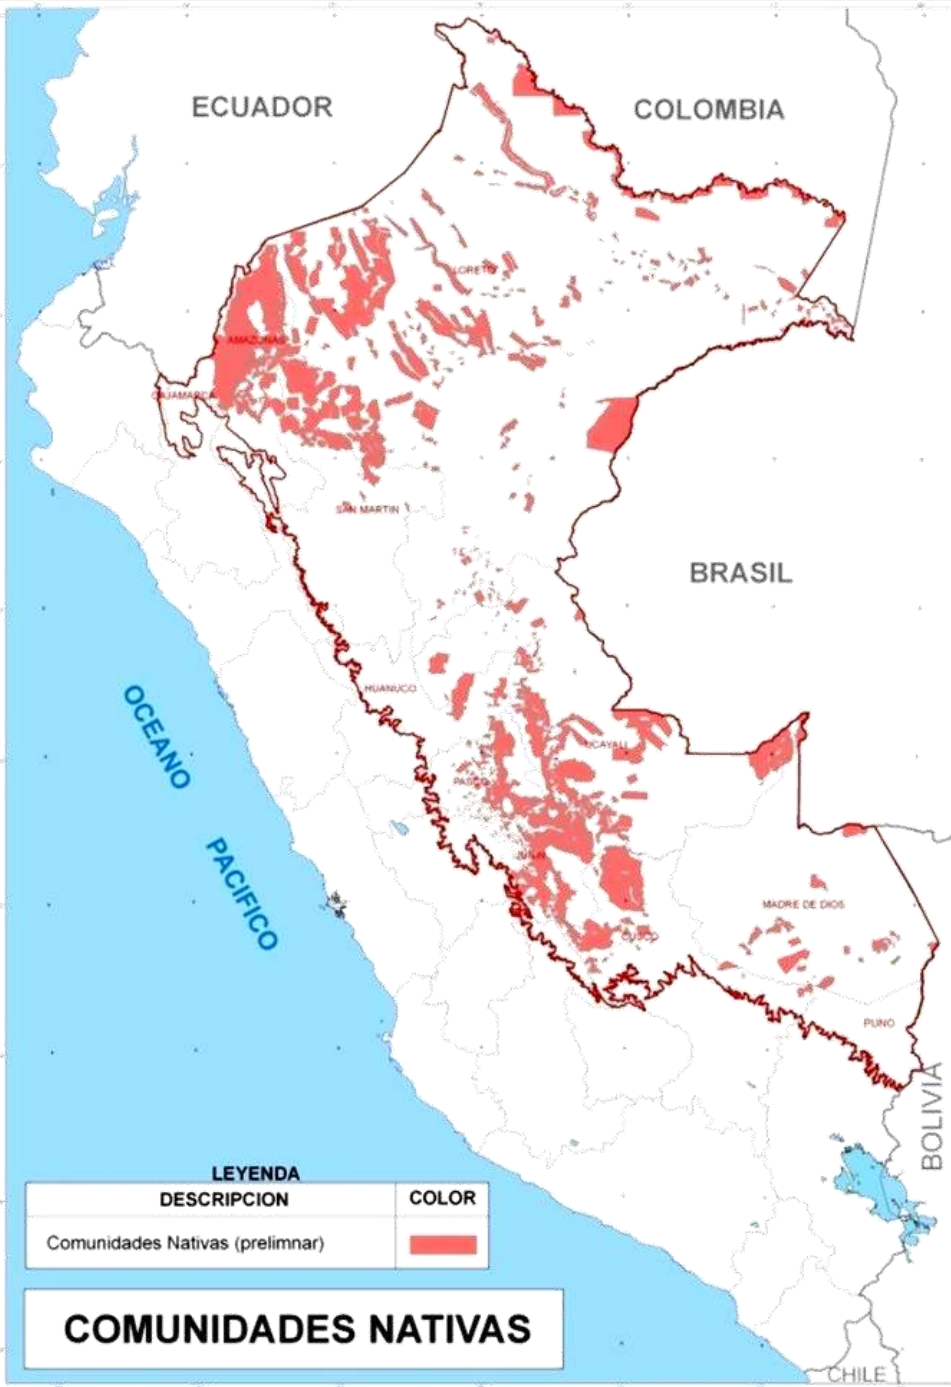 ECUADOR
COLOMBIA
LORETO
AMAZONAS
CAJAMARCA
SAN MARTIN
BRASIL
HUANUCO
OCEANO
UCAYALI
PASCO
PACIFICO
JUNIN
MADRE DE DIOS
CUSCO
PUNO
BOLIVIA
LEYENDA
DESCRIPCION COLOR
Comunidades Nativas (prelimnar)
COMUNIDADES NATIVAS
CHILE